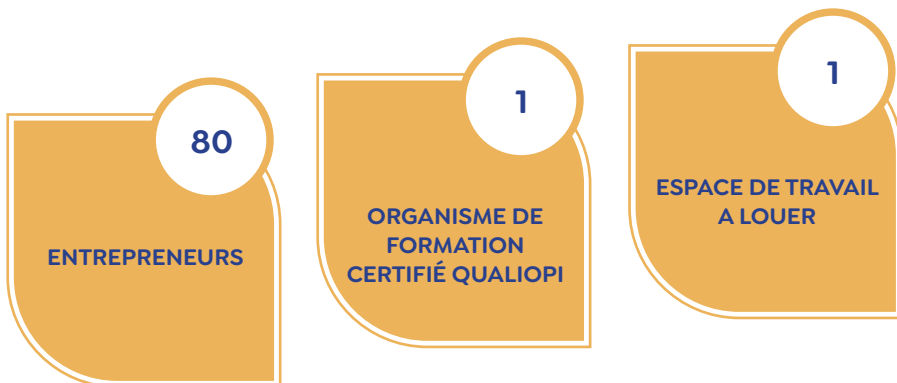 80
ENTREPRENEURS
1
ORGANISME DE
FORMATION
CERTIFIÉ QUALIOPI
1
ESPACE DE TRAVAIL
A LOUER